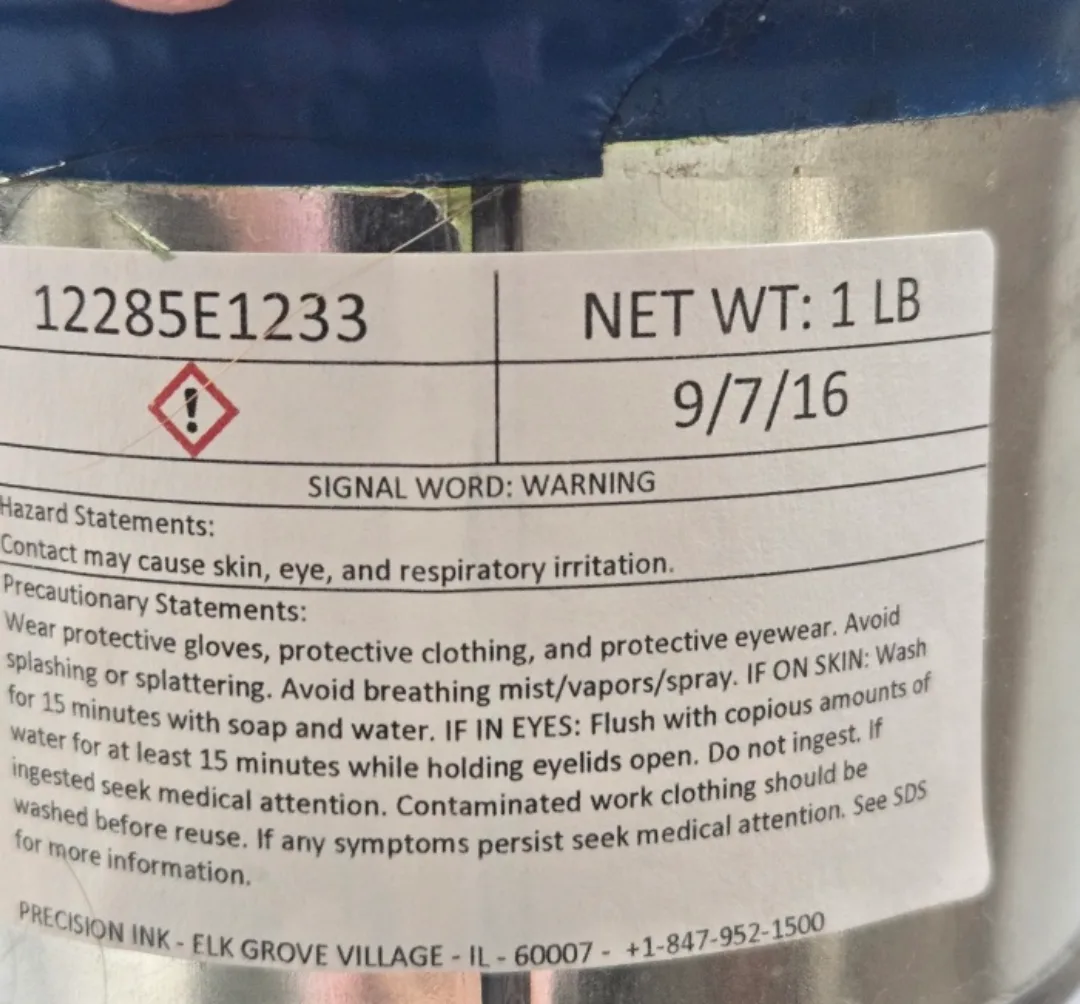 12285E1233
NET WT: 1 LB
!
9/7/16
SIGNAL WORD: WARNING
Hazard Statements:
Contact may cause skin, eye, and respiratory irritation.
Precautionary Statements:
Wear protective gloves, protective clothing, and protective eyewear. Avoid
splashing or splattering. Avoid breathing mist/vapors/spray. IF ON SKIN: Wash
for 15 minutes with soap and water. IF IN EYES: Flush with copious amounts of
water for at least 15 minutes while holding eyelids open. Do not ingest. If
ingested seek medical attention. Contaminated work clothing should be
washed before reuse. If any symptoms persist seek medical attention. See SDS
for more information.
PRECISION INK - ELK GROVE VILLAGE - IL - 60007 - +1-847-952-1500